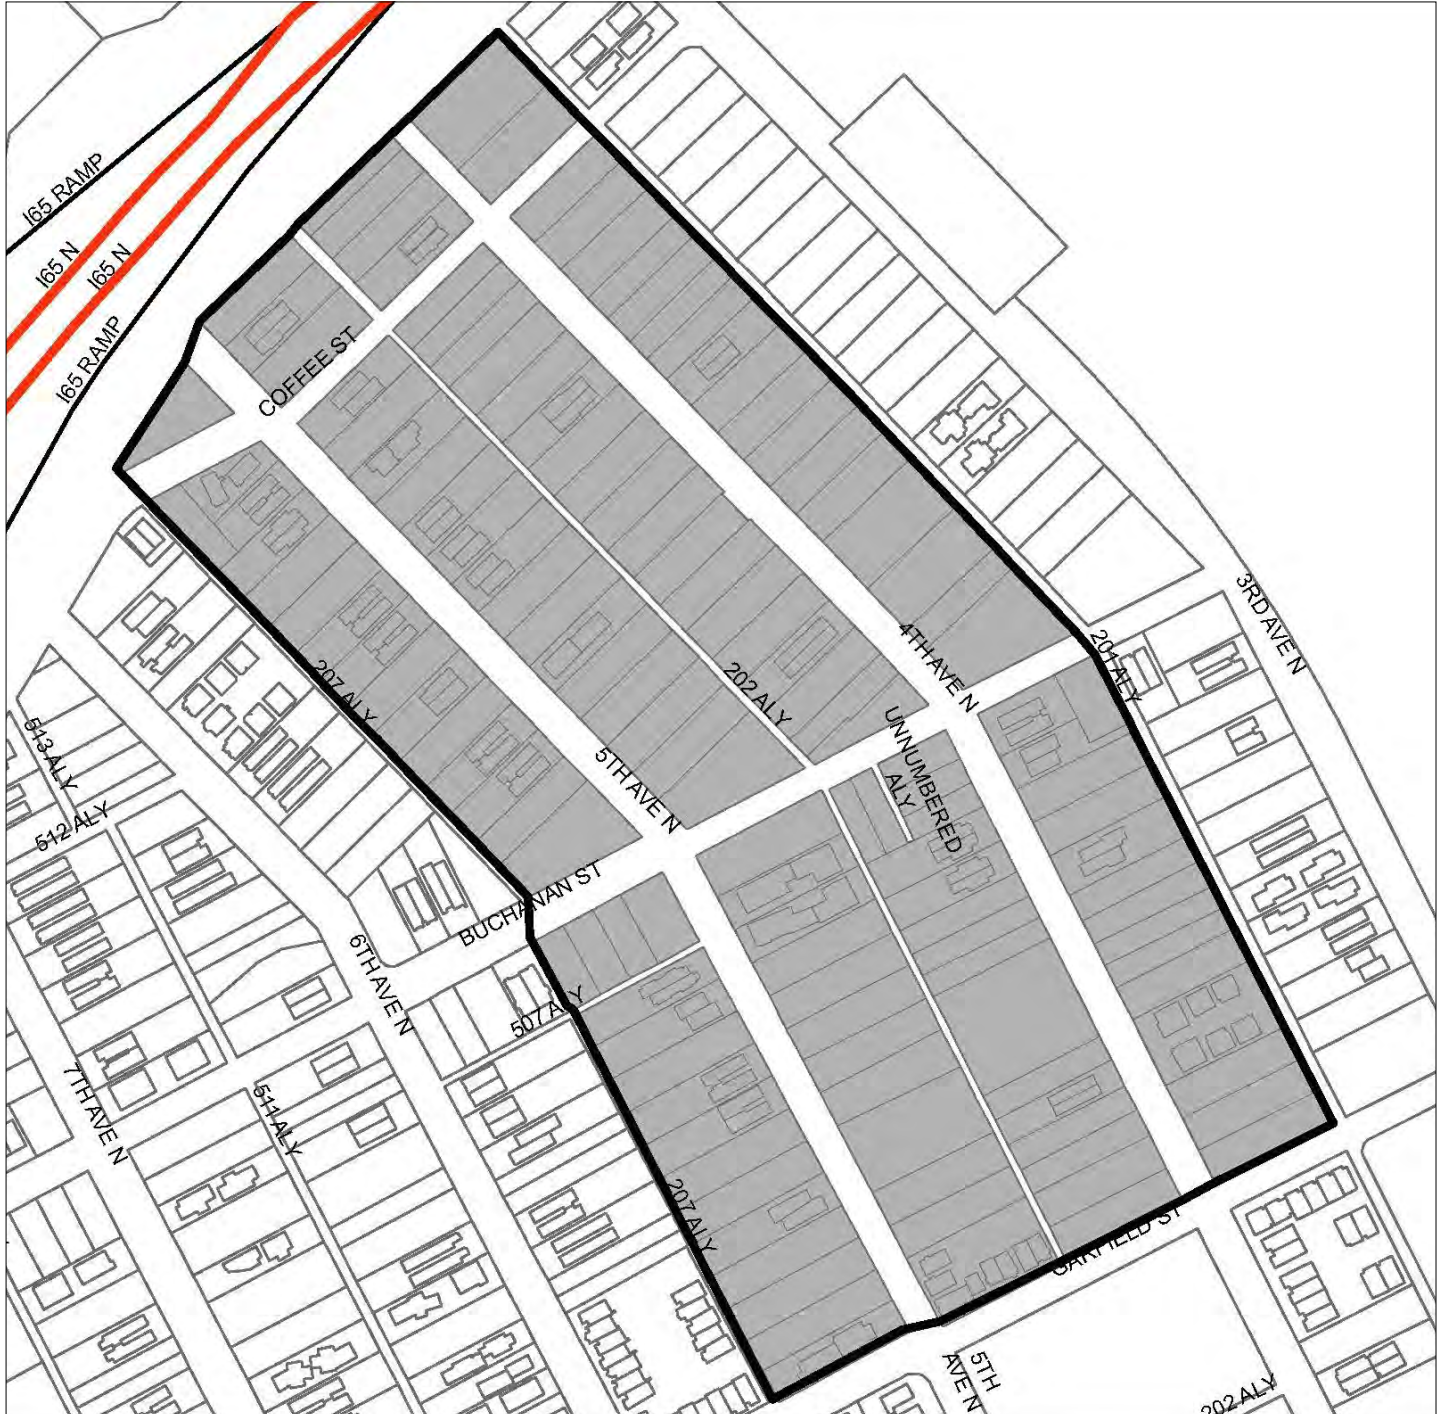 I65 RAMP
I65 N
I65 N
I65 RAMP
COFFEE ST
3RD AVE N
4TH AVE N
201 ALY
207 ALY
202 ALY
UNNUMBERED
ALY
513 ALY
5TH AVE N
512 ALY
BUCHANAN ST
6TH AVE N
507 ALY
7TH AVE N
511 ALY
207 ALY
GARFIELD ST
5TH
AVE N
202 ALY